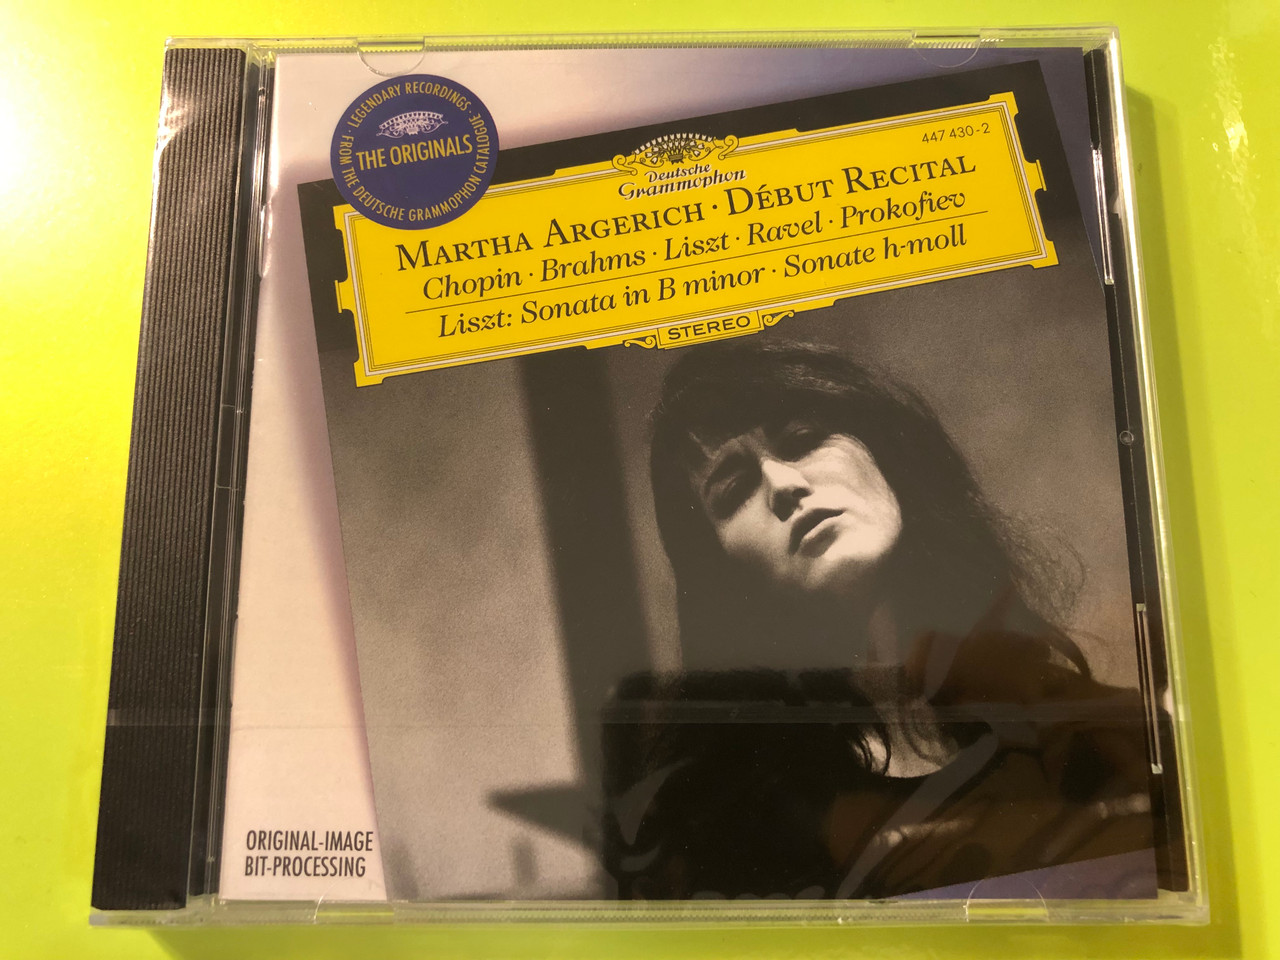 · LEGENDARY RECORDINGS ·
FROM THE DEUTSCHE GRAMMOPHON CATALOGUE
THE ORIGINALS
447 430-2
Deutsche
Grammophon
MARTHA ARGERICH · DÉBUT RECITAL
Chopin · Brahms · Liszt · Ravel · Prokofiev
Liszt: Sonata in B minor · Sonate h-moll
STEREO
ORIGINAL-IMAGE
BIT-PROCESSING